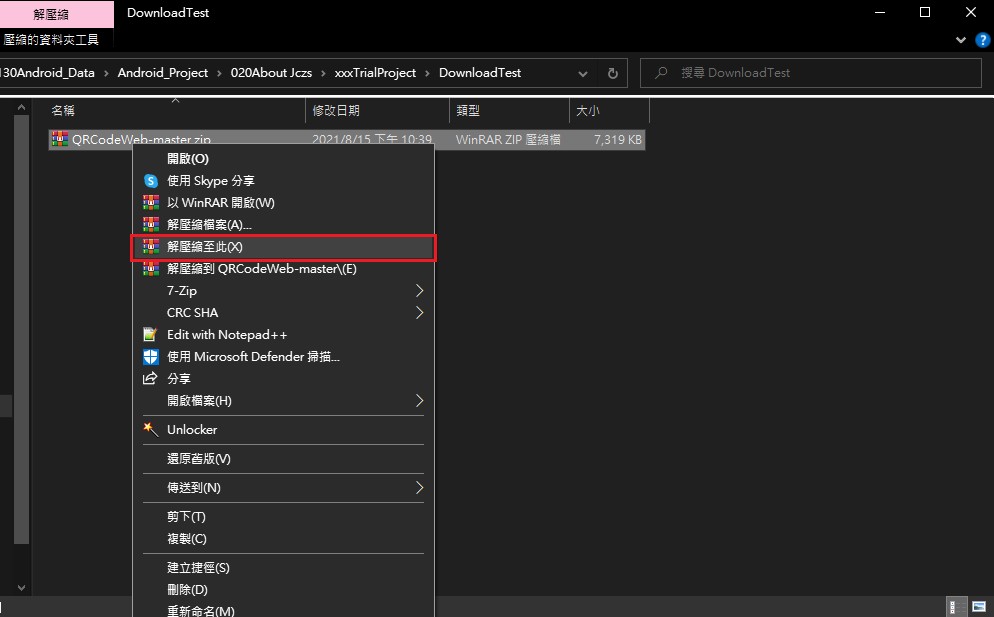 解壓縮
DownloadTest
壓縮的資料夾工具
130Android_Data › Android_Project › 020About Jczs › xxxTrialProject › DownloadTest
搜尋 DownloadTest
名稱 修改日期 類型 大小
QRCodeWeb-master.zip 2021/8/15 下午 10:39 WinRAR ZIP 壓縮檔 7,319 KB
開啟(O)
使用 Skype 分享
以 WinRAR 開啟(W)
解壓縮檔案(A)...
解壓縮至此(X)
解壓縮到 QRCodeWeb-master\(E)
7-Zip
CRC SHA
Edit with Notepad++
使用 Microsoft Defender 掃描...
分享
開啟檔案(H)
Unlocker
還原舊版(V)
傳送到(N)
剪下(T)
複製(C)
建立捷徑(S)
刪除(D)
重新命名(M)